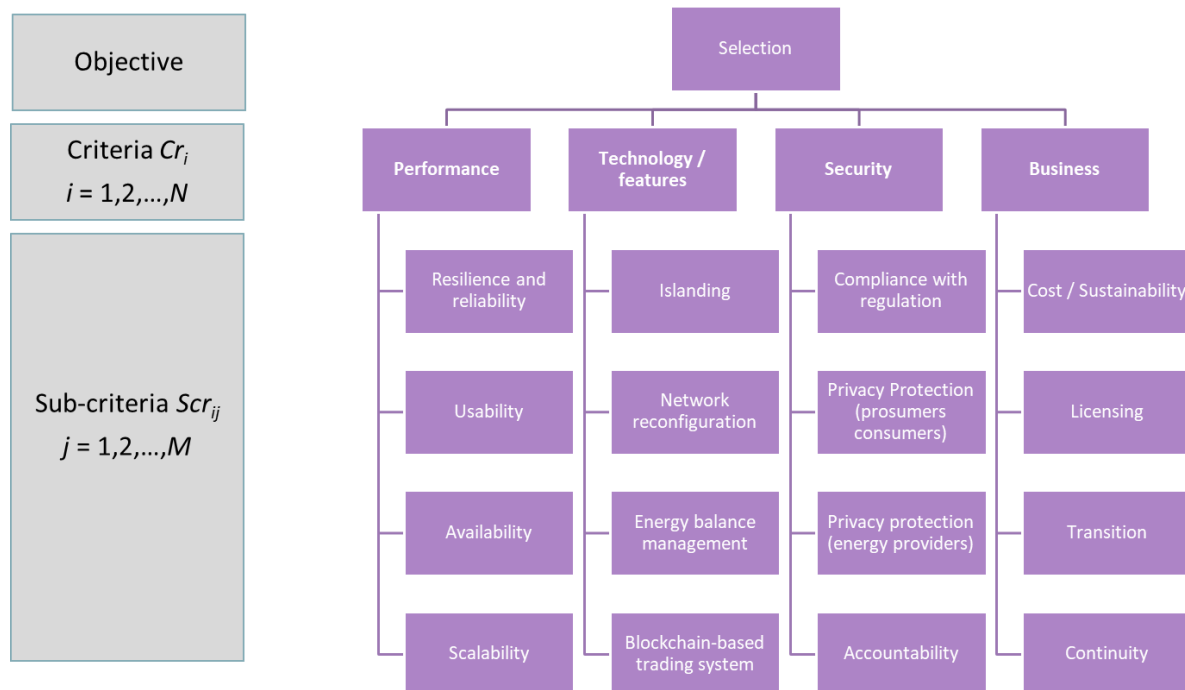 Objective
Criteria Cri
i = 1,2,...,N
Sub-criteria Scrij
j = 1,2,...,M
Selection
Performance
Technology /
features
Security
Business
Resilience and
reliability
Islanding
Compliance with
regulation
Cost / Sustainability
Usability
Network
reconfiguration
Privacy Protection
(prosumers
consumers)
Licensing
Availability
Energy balance
management
Privacy protection
(energy providers)
Transition
Scalability
Blockchain-based
trading system
Accountability
Continuity